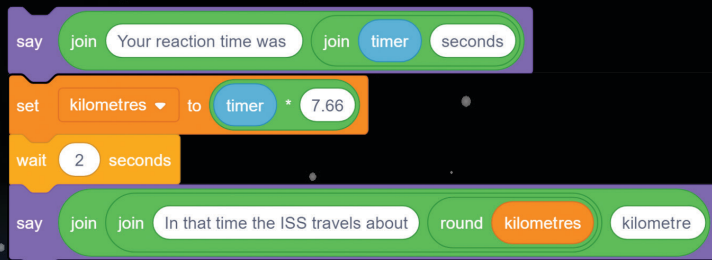 say join Your reaction time was join timer seconds
set kilometres to timer * 7.66
wait 2 seconds
say join join In that time the ISS travels about round kilometres kilometre